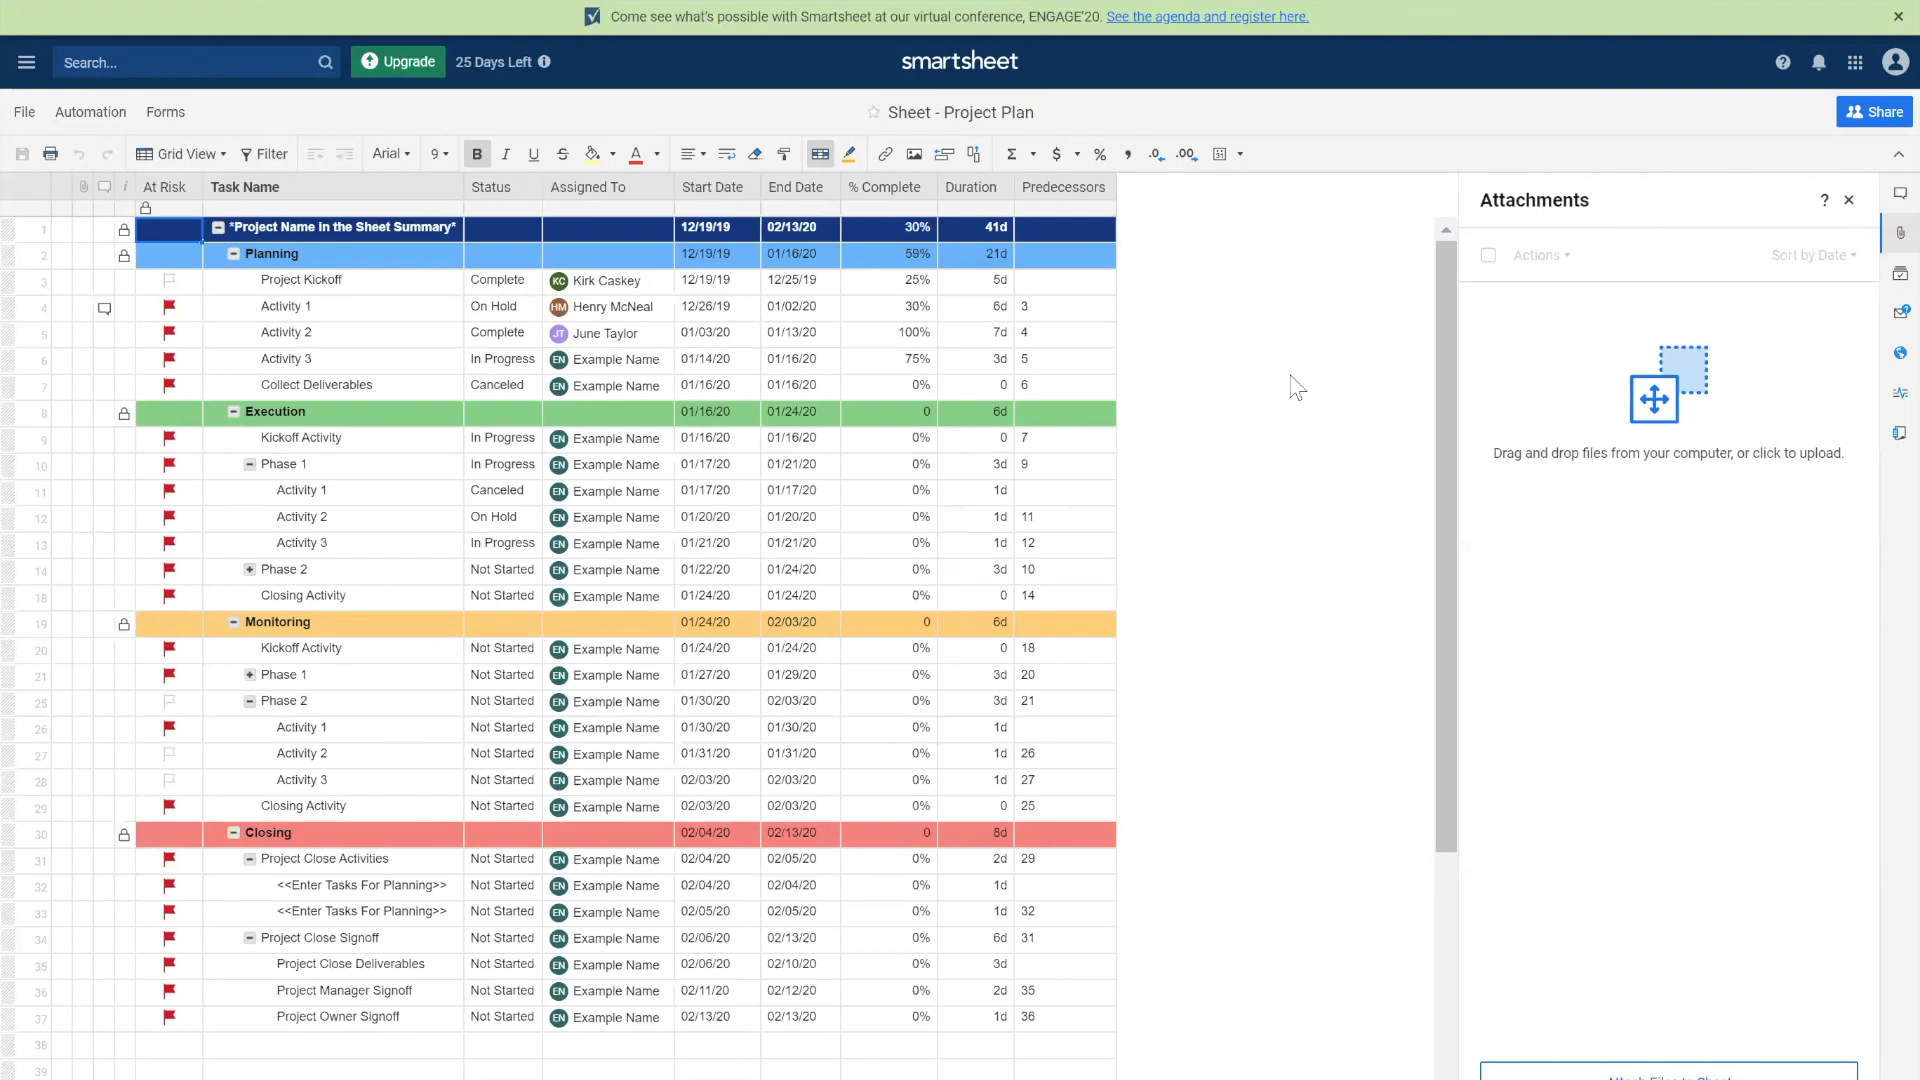 Come see what's possible with Smartsheet at our virtual conference, ENGAGE'20. See the agenda and register here.
Search... Upgrade 25 Days Left smartsheet
File Automation Forms Sheet - Project Plan Share
Grid View Filter Arial 9 B I U S A Σ $ % , .0 .00
At Risk Task Name Status Assigned To Start Date End Date % Complete Duration Predecessors
Attachments ?
Actions Sort by Date
Drag and drop files from your computer, or click to upload.
1 *Project Name In the Sheet Summary* 12/19/19 02/13/20 30% 41d
2 Planning 12/19/19 01/16/20 59% 21d
3 Project Kickoff Complete KC Kirk Caskey 12/19/19 12/25/19 25% 5d
4 Activity 1 On Hold HM Henry McNeal 12/26/19 01/02/20 30% 6d 3
5 Activity 2 Complete JT June Taylor 01/03/20 01/13/20 100% 7d 4
6 Activity 3 In Progress EN Example Name 01/14/20 01/16/20 75% 3d 5
7 Collect Deliverables Canceled EN Example Name 01/16/20 01/16/20 0% 0 6
8 Execution 01/16/20 01/24/20 0 6d
9 Kickoff Activity In Progress EN Example Name 01/16/20 01/16/20 0% 0 7
10 Phase 1 In Progress EN Example Name 01/17/20 01/21/20 0% 3d 9
11 Activity 1 Canceled EN Example Name 01/17/20 01/17/20 0% 1d
12 Activity 2 On Hold EN Example Name 01/20/20 01/20/20 0% 1d 11
13 Activity 3 In Progress EN Example Name 01/21/20 01/21/20 0% 1d 12
14 Phase 2 Not Started EN Example Name 01/22/20 01/24/20 0% 3d 10
18 Closing Activity Not Started EN Example Name 01/24/20 01/24/20 0% 0 14
19 Monitoring 01/24/20 02/03/20 0 6d
20 Kickoff Activity Not Started EN Example Name 01/24/20 01/24/20 0% 0 18
21 Phase 1 Not Started EN Example Name 01/27/20 01/29/20 0% 3d 20
25 Phase 2 Not Started EN Example Name 01/30/20 02/03/20 0% 3d 21
26 Activity 1 Not Started EN Example Name 01/30/20 01/30/20 0% 1d
27 Activity 2 Not Started EN Example Name 01/31/20 01/31/20 0% 1d 26
28 Activity 3 Not Started EN Example Name 02/03/20 02/03/20 0% 1d 27
29 Closing Activity Not Started EN Example Name 02/03/20 02/03/20 0% 0 25
30 Closing 02/04/20 02/13/20 0 8d
31 Project Close Activities Not Started EN Example Name 02/04/20 02/05/20 0% 2d 29
32 <<Enter Tasks For Planning>> Not Started EN Example Name 02/04/20 02/04/20 0% 1d
33 <<Enter Tasks For Planning>> Not Started EN Example Name 02/05/20 02/05/20 0% 1d 32
34 Project Close Signoff Not Started EN Example Name 02/06/20 02/13/20 0% 6d 31
35 Project Close Deliverables Not Started EN Example Name 02/06/20 02/10/20 0% 3d
36 Project Manager Signoff Not Started EN Example Name 02/11/20 02/12/20 0% 2d 35
37 Project Owner Signoff Not Started EN Example Name 02/13/20 02/13/20 0% 1d 36
38
39